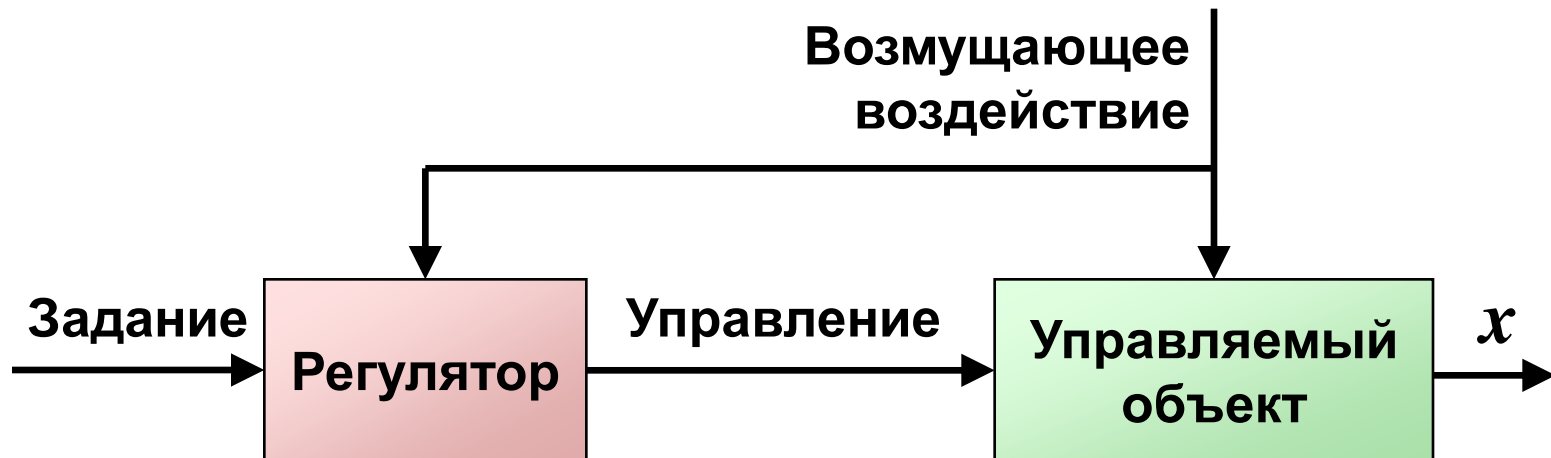 Возмущающее
воздействие
Задание
Регулятор
Управление
Управляемый
объект
x